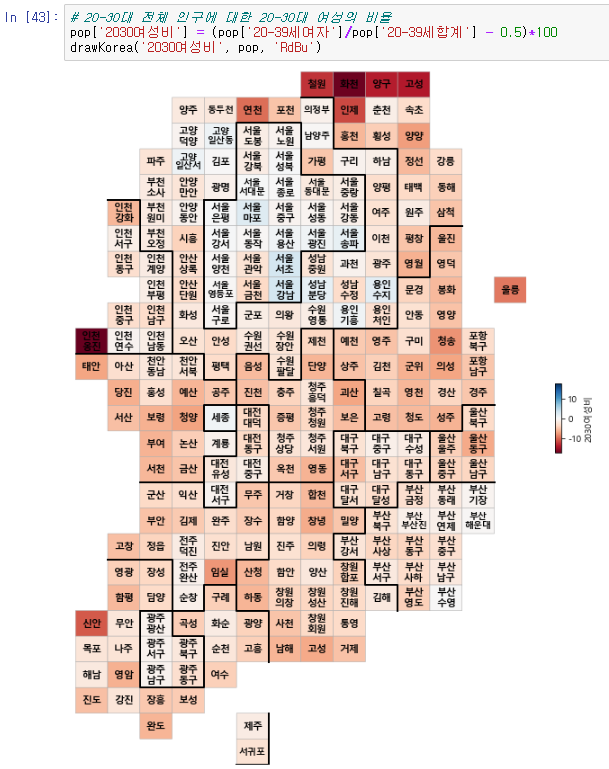 In [43]:
# 20-30대 전체 인구에 대한 20-30대 여성의 비율
pop['2030여성비'] = (pop['20-39세여자']/pop['20-39세합계'] - 0.5)*100
drawKorea('2030여성비', pop, 'RdBu')
철원 화천 양구 고성
양주 동두천 연천 포천 의정부 인제 춘천 속초
고양덕양 고양일산동 서울도봉 서울노원 남양주 홍천 횡성 양양
파주 고양일산서 김포 서울강북 서울성북 가평 구리 하남 정선 강릉
부천소사 안양만안 광명 서울서대문 서울종로 서울동대문 서울중랑 양평 태백 동해
인천강화 부천원미 안양동안 서울은평 서울마포 서울중구 서울성동 서울강동 여주 원주 삼척
인천서구 부천오정 시흥 서울강서 서울동작 서울용산 서울광진 서울송파 이천 평창 울진
인천동구 인천계양 안산상록 서울양천 서울관악 서울서초 성남중원 과천 광주 영월 영덕
인천부평 안산단원 서울영등포 서울금천 서울강남 성남분당 성남수정 용인수지 문경 봉화 울릉
인천중구 인천남구 화성 서울구로 군포 의왕 수원영통 용인기흥 용인처인 안동 영양
인천옹진 인천연수 인천남동 오산 안성 수원권선 수원장안 제천 예천 영주 구미 청송 포항북구
태안 아산 천안동남 천안서북 평택 음성 수원팔달 단양 상주 김천 군위 의성 포항남구
당진 홍성 예산 공주 진천 충주 청주흥덕 괴산 칠곡 영천 경산 경주
서산 보령 청양 세종 대전대덕 증평 청주청원 보은 고령 청도 성주 울산북구
부여 논산 계룡 대전동구 청주상당 청주서원 대구북구 대구중구 대구수성 울산울주 울산동구
서천 금산 대전유성 대전중구 옥천 영동 대구서구 대구남구 대구동구 울산중구 울산남구
군산 익산 대전서구 무주 거창 합천 대구달서 대구달성 부산금정 부산동래 부산기장
부안 김제 완주 장수 함양 창녕 밀양 부산북구 부산부산진 부산연제 부산해운대
고창 정읍 전주덕진 진안 남원 진주 의령 부산강서 부산사상 부산동구 부산중구
영광 장성 전주완산 임실 산청 함안 양산 창원합포 부산서구 부산사하 부산남구
함평 담양 순창 구례 하동 창원의창 창원성산 창원진해 김해 부산영도 부산수영
신안 무안 광주광산 곡성 화순 광양 사천 창원회원 통영
목포 나주 광주서구 광주북구 순천 고흥 남해 고성 거제
해남 영암 광주남구 광주동구 여수
진도 강진 장흥 보성
완도 제주
서귀포
10
0
-10
2030여성비